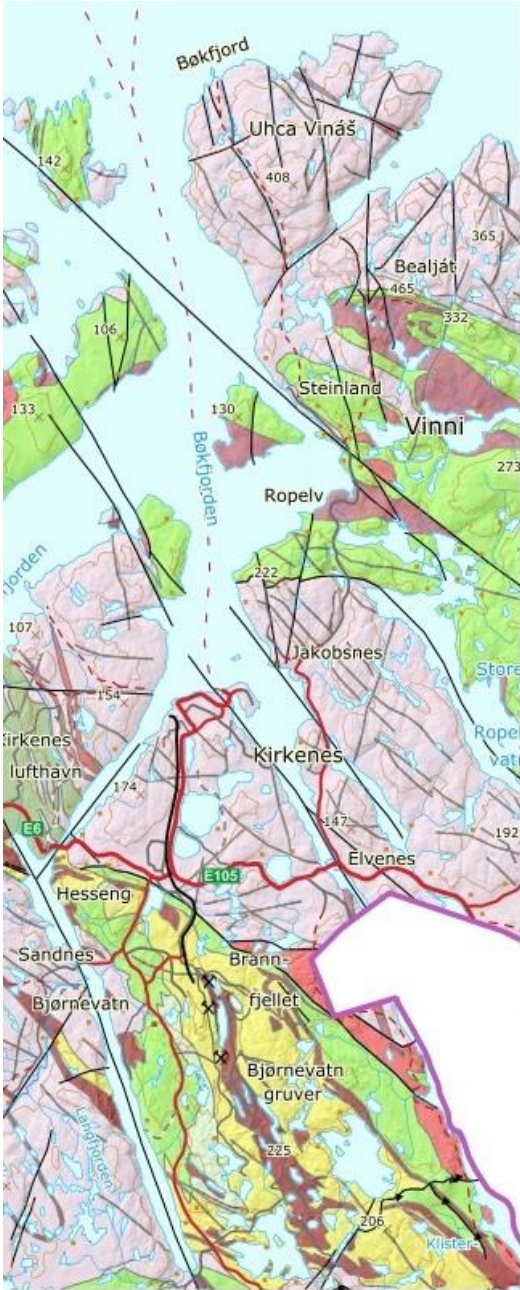 Bøkfjord
Uhca Vináš
142
408
365
Bealját
465
332
106
Steinland
133
130
Vinni
Bøkfjorden
273
Ropelv
jorden
222
107
Jakobsnes
Store
154
Ropel
Kirkenes
vatn
lufthavn
Kirkenes
174
E6
147
192
Elvenes
E105
Hesseng
Sandnes
Brann-
fjellet
Bjørnevatn
Bjørnevatn
gruver
Langfjorden
225
206
Klister-